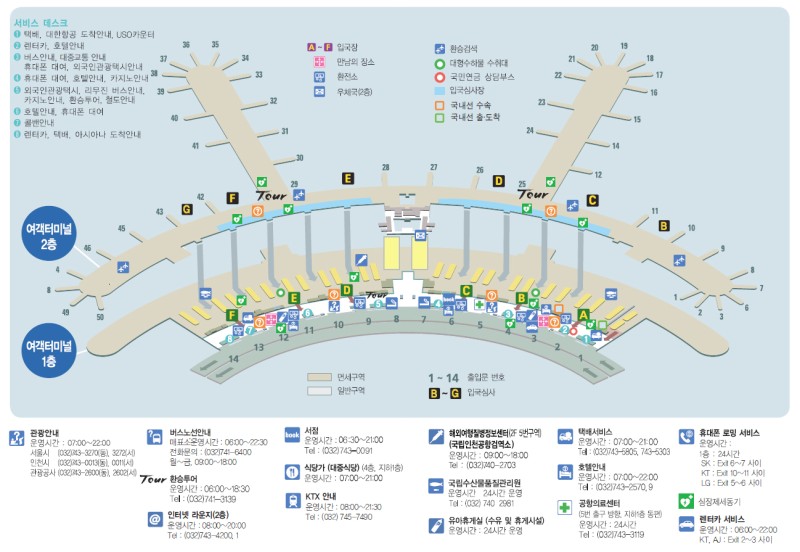 서비스 데스크
1 택배, 대한항공 도착안내, USO카운터
2 렌터카, 호텔안내
3 버스안내, 대중교통 안내
휴대폰 대여, 외국인관광택시안내
4 휴대폰 대여, 호텔안내, 카지노안내
5 외국인관광택시, 리무진 버스안내,
카지노안내, 환승투어, 철도안내
6 호텔안내, 휴대폰 대여
7 콜밴안내
8 렌터카, 택배, 아시아나 도착안내
A ~ F 입국장
만남의 장소
환전소
우체국(2층)
환승검색
대형수하물 수취대
국민연금 상담부스
입국심사장
국내선 수속
국내선 출·도착
36 37 38 35 34 33 39 40 41 32 31 30
20 21 19 18 22 23 17 24 16 14 15 12
29 28 27 26 25 11 10 9
42 43 44 45 46 4 8 50 49 48
1 2 3 5 6 7
G F E D C B
Tour
Tour
여객터미널
2층
여객터미널
1층
F E D C B A
Tour
14 13 12 11 10 9 8 7 6 5 4 3 2 1
면세구역
일반구역
1 ~ 14 출입문 번호
B ~ G 입국심사
관광안내
운영시간 : 07:00~22:00
서울시 (032)743-3270(동), 3272(서)
인천시 (032)743-0013(동), 0011(서)
관광공사 (032)743-2600(동), 2602(서)
버스노선안내
매표소운영시간 : 06:00~22:30
전화문의 : (032)741-6400
월~금, 09:00~18:00
Tour 환승투어
운영시간 : 06:00~18:30
Tell : (032)741-3139
인터넷 라운지(2층)
운영시간 : 08:00~20:00
Tel : (032)743-4200, 1
book 서점
운영시간 : 06:30~21:00
Tel : (032)743-0091
식당가 (대중식당) (4층, 지하1층)
운영시간 : 07:00~21:00
KTX 안내
운영시간 : 08:00~21:30
Tel : (032) 745-7490
해외여행질병정보센터(2F 5번구역)
(국립인천공항검역소)
운영시간 : 09:00~18:00
Tel : (032)740-2703
국립수산물품질관리원
운영시간 24시간 운영
Tel : (032) 740 2981
유아휴게실 (수유 및 휴게시설)
운영시간 : 24시간 운영
택배서비스
운영시간 : 07:00~21:00
Tell : (032)743-5805, 743-5303
호텔안내
운영시간 : 07:00~22:00
Tell : (032)743-2570, 9
공항의료센터
(5번 출구 방향, 지하1층 동편)
운영시간 : 24시간
Tell : (032)743-3119
휴대폰 로밍 서비스
운영시간 :
1층 : 24시간
SK : Exit 6~7 사이
KT : Exit 10~11 사이
LG : Exit 5~6 사이
심장제세동기
렌터카 서비스
운영시간 : 06:00~22:00
KT, AJ : Exit 2~3 사이